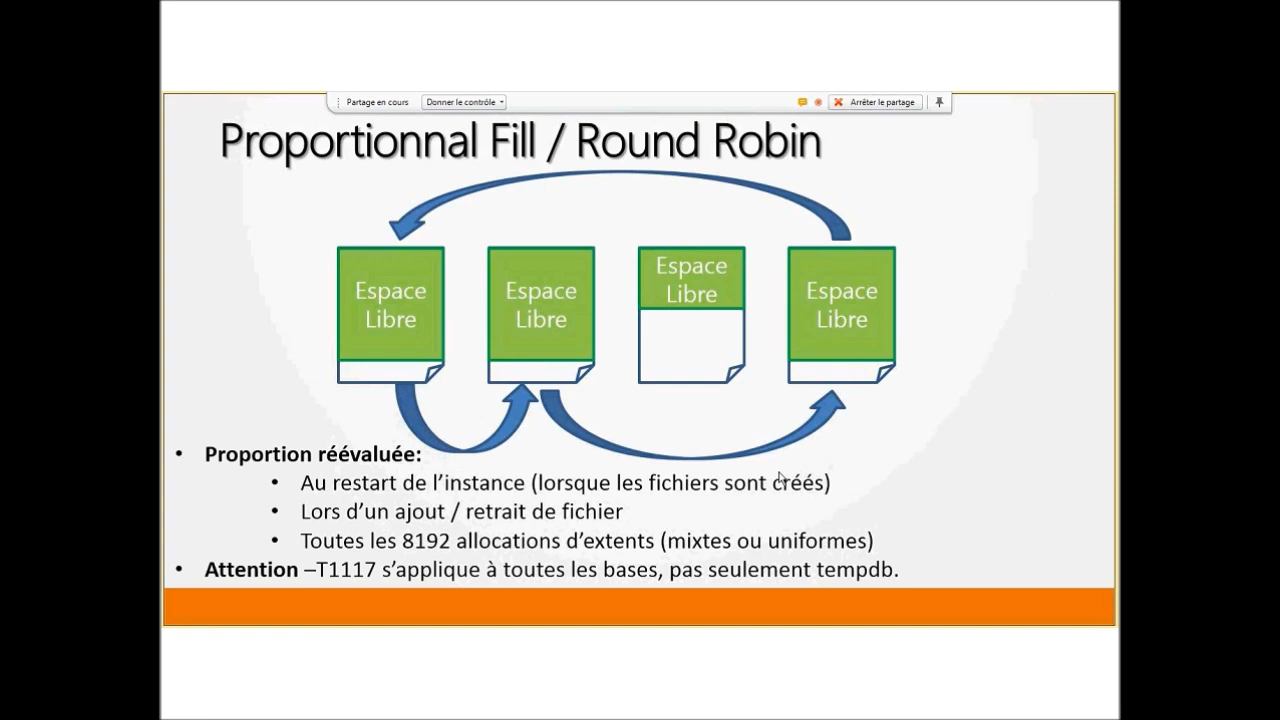 Partage en cours Donner le contrôle Arrêter le partage
Proportionnal Fill / Round Robin
Espace Libre
Espace Libre
Espace Libre
Espace Libre
• Proportion réévaluée:
• Au restart de l'instance (lorsque les fichiers sont créés)
• Lors d'un ajout / retrait de fichier
• Toutes les 8192 allocations d'extents (mixtes ou uniformes)
• Attention –T1117 s'applique à toutes les bases, pas seulement tempdb.